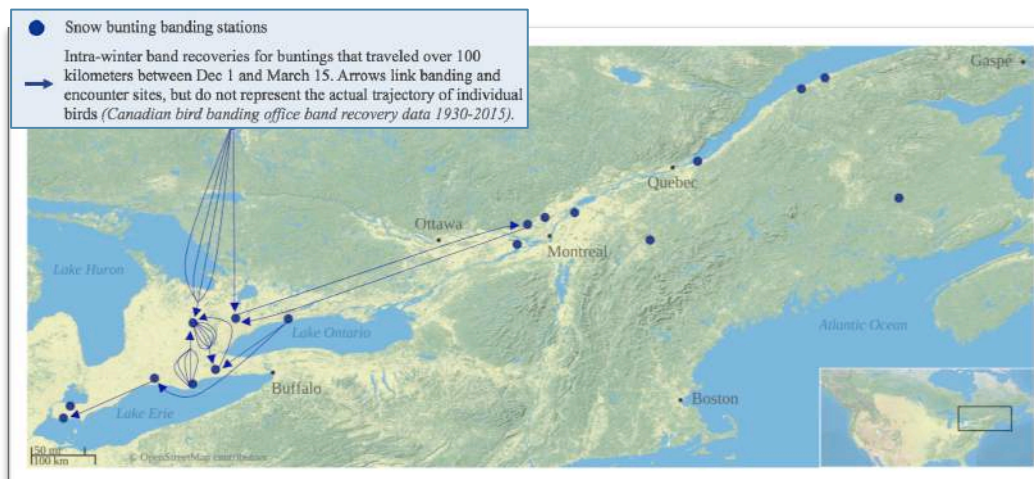 Snow bunting banding stations
Intra-winter band recoveries for buntings that traveled over 100
kilometers between Dec 1 and March 15. Arrows link banding and
encounter sites, but do not represent the actual trajectory of individual
birds (Canadian bird banding office band recovery data 1930-2015).
Gaspé
Quebec
Ottawa
Montreal
Lake Huron
Lake Ontario
Atlantic Ocean
Buffalo
Lake Erie
Boston
50 mi
100 km
© OpenStreetMap contributors